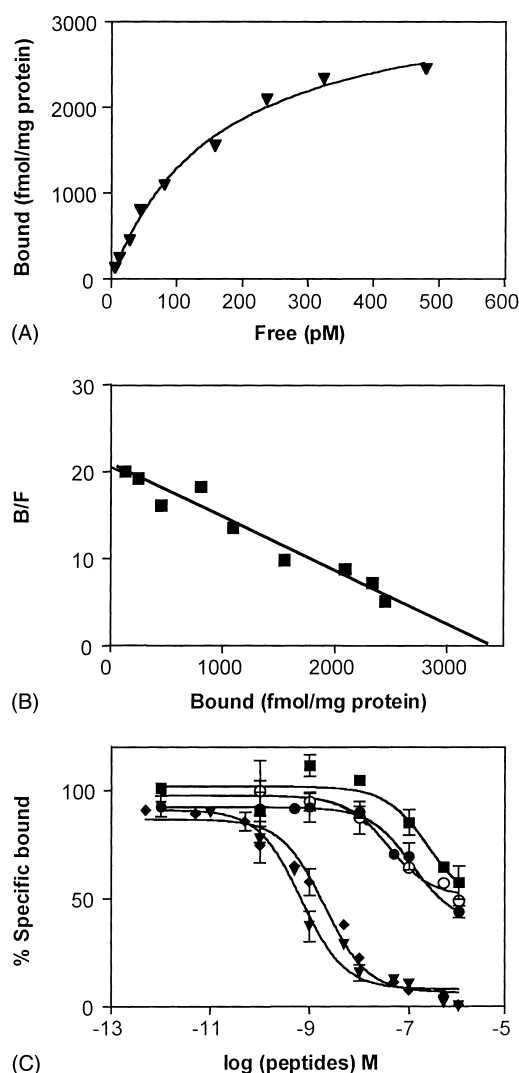 3000
2000
1000
0
Bound (fmol/mg protein)
0 100 200 300 400 500 600
(A)
Free (pM)
30
20
10
0
B/F
0 1000 2000 3000
(B)
Bound (fmol/mg protein)
100
50
0
% Specific bound
-13 -11 -9 -7 -5
(C)
log (peptides) M